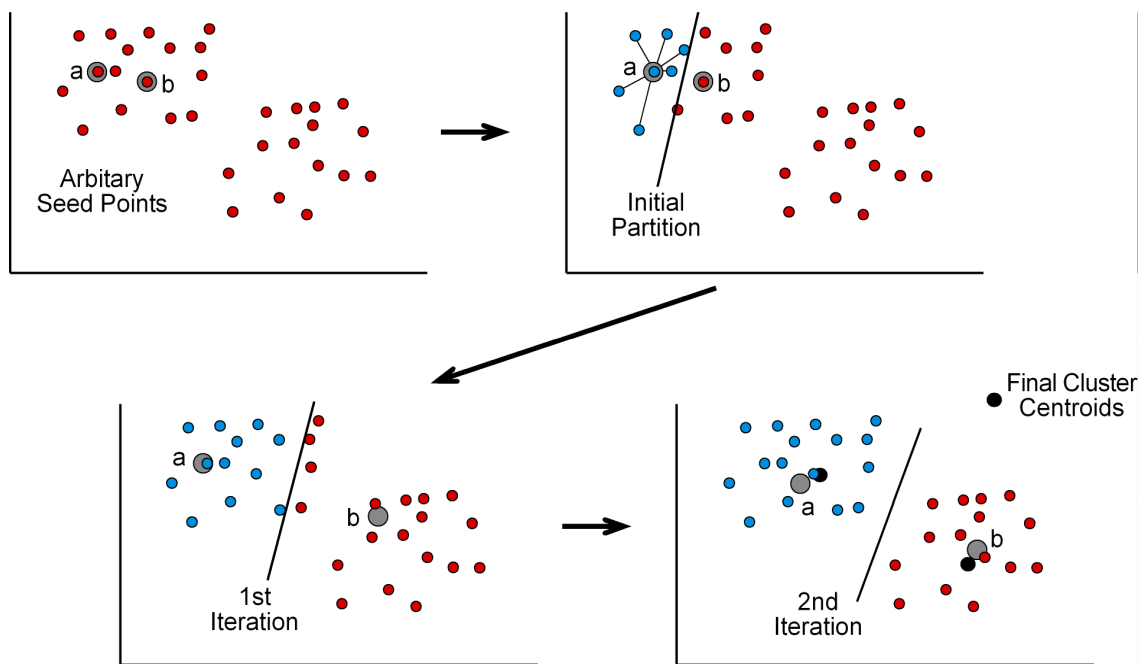 a
b
Arbitary
Seed Points
a
b
Initial
Partition
Final Cluster
Centroids
a
b
1st
Iteration
a
b
2nd
Iteration